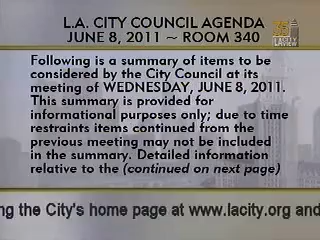 L.A. CITY COUNCIL AGENDA
JUNE 8, 2011 ~ ROOM 340
Following is a summary of items to be
considered by the City Council at its
meeting of WEDNESDAY, JUNE 8, 2011.
This summary is provided for
informational purposes only; due to time
restraints items continued from the
previous meeting may not be included
in the summary. Detailed information
relative to the (continued on next page)
ng the City's home page at www.lacity.org and